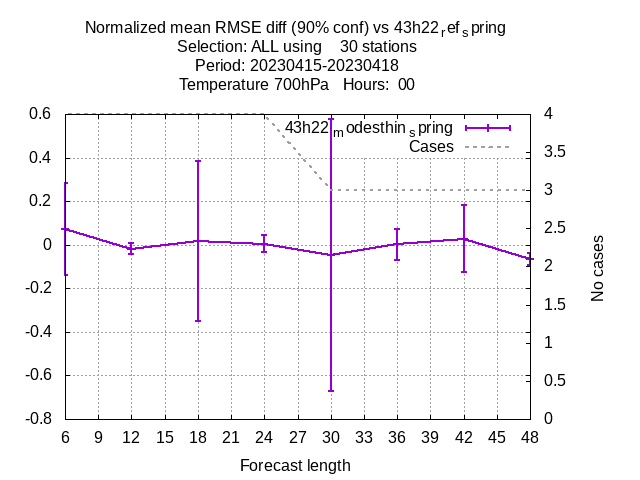 Normalized mean RMSE diff (90% conf) vs 43h22refspring
Selection: ALL using 30 stations
Period: 20230415-20230418
Temperature 700hPa Hours: 00
0.6 4
43h22modesthinspring
Cases
0.4 3.5
0.2 3
0 2.5
-0.2 2
-0.4 1.5
-0.6 1
-0.8 0.5
0
No cases
6 9 12 15 18 21 24 27 30 33 36 39 42 45 48
Forecast length